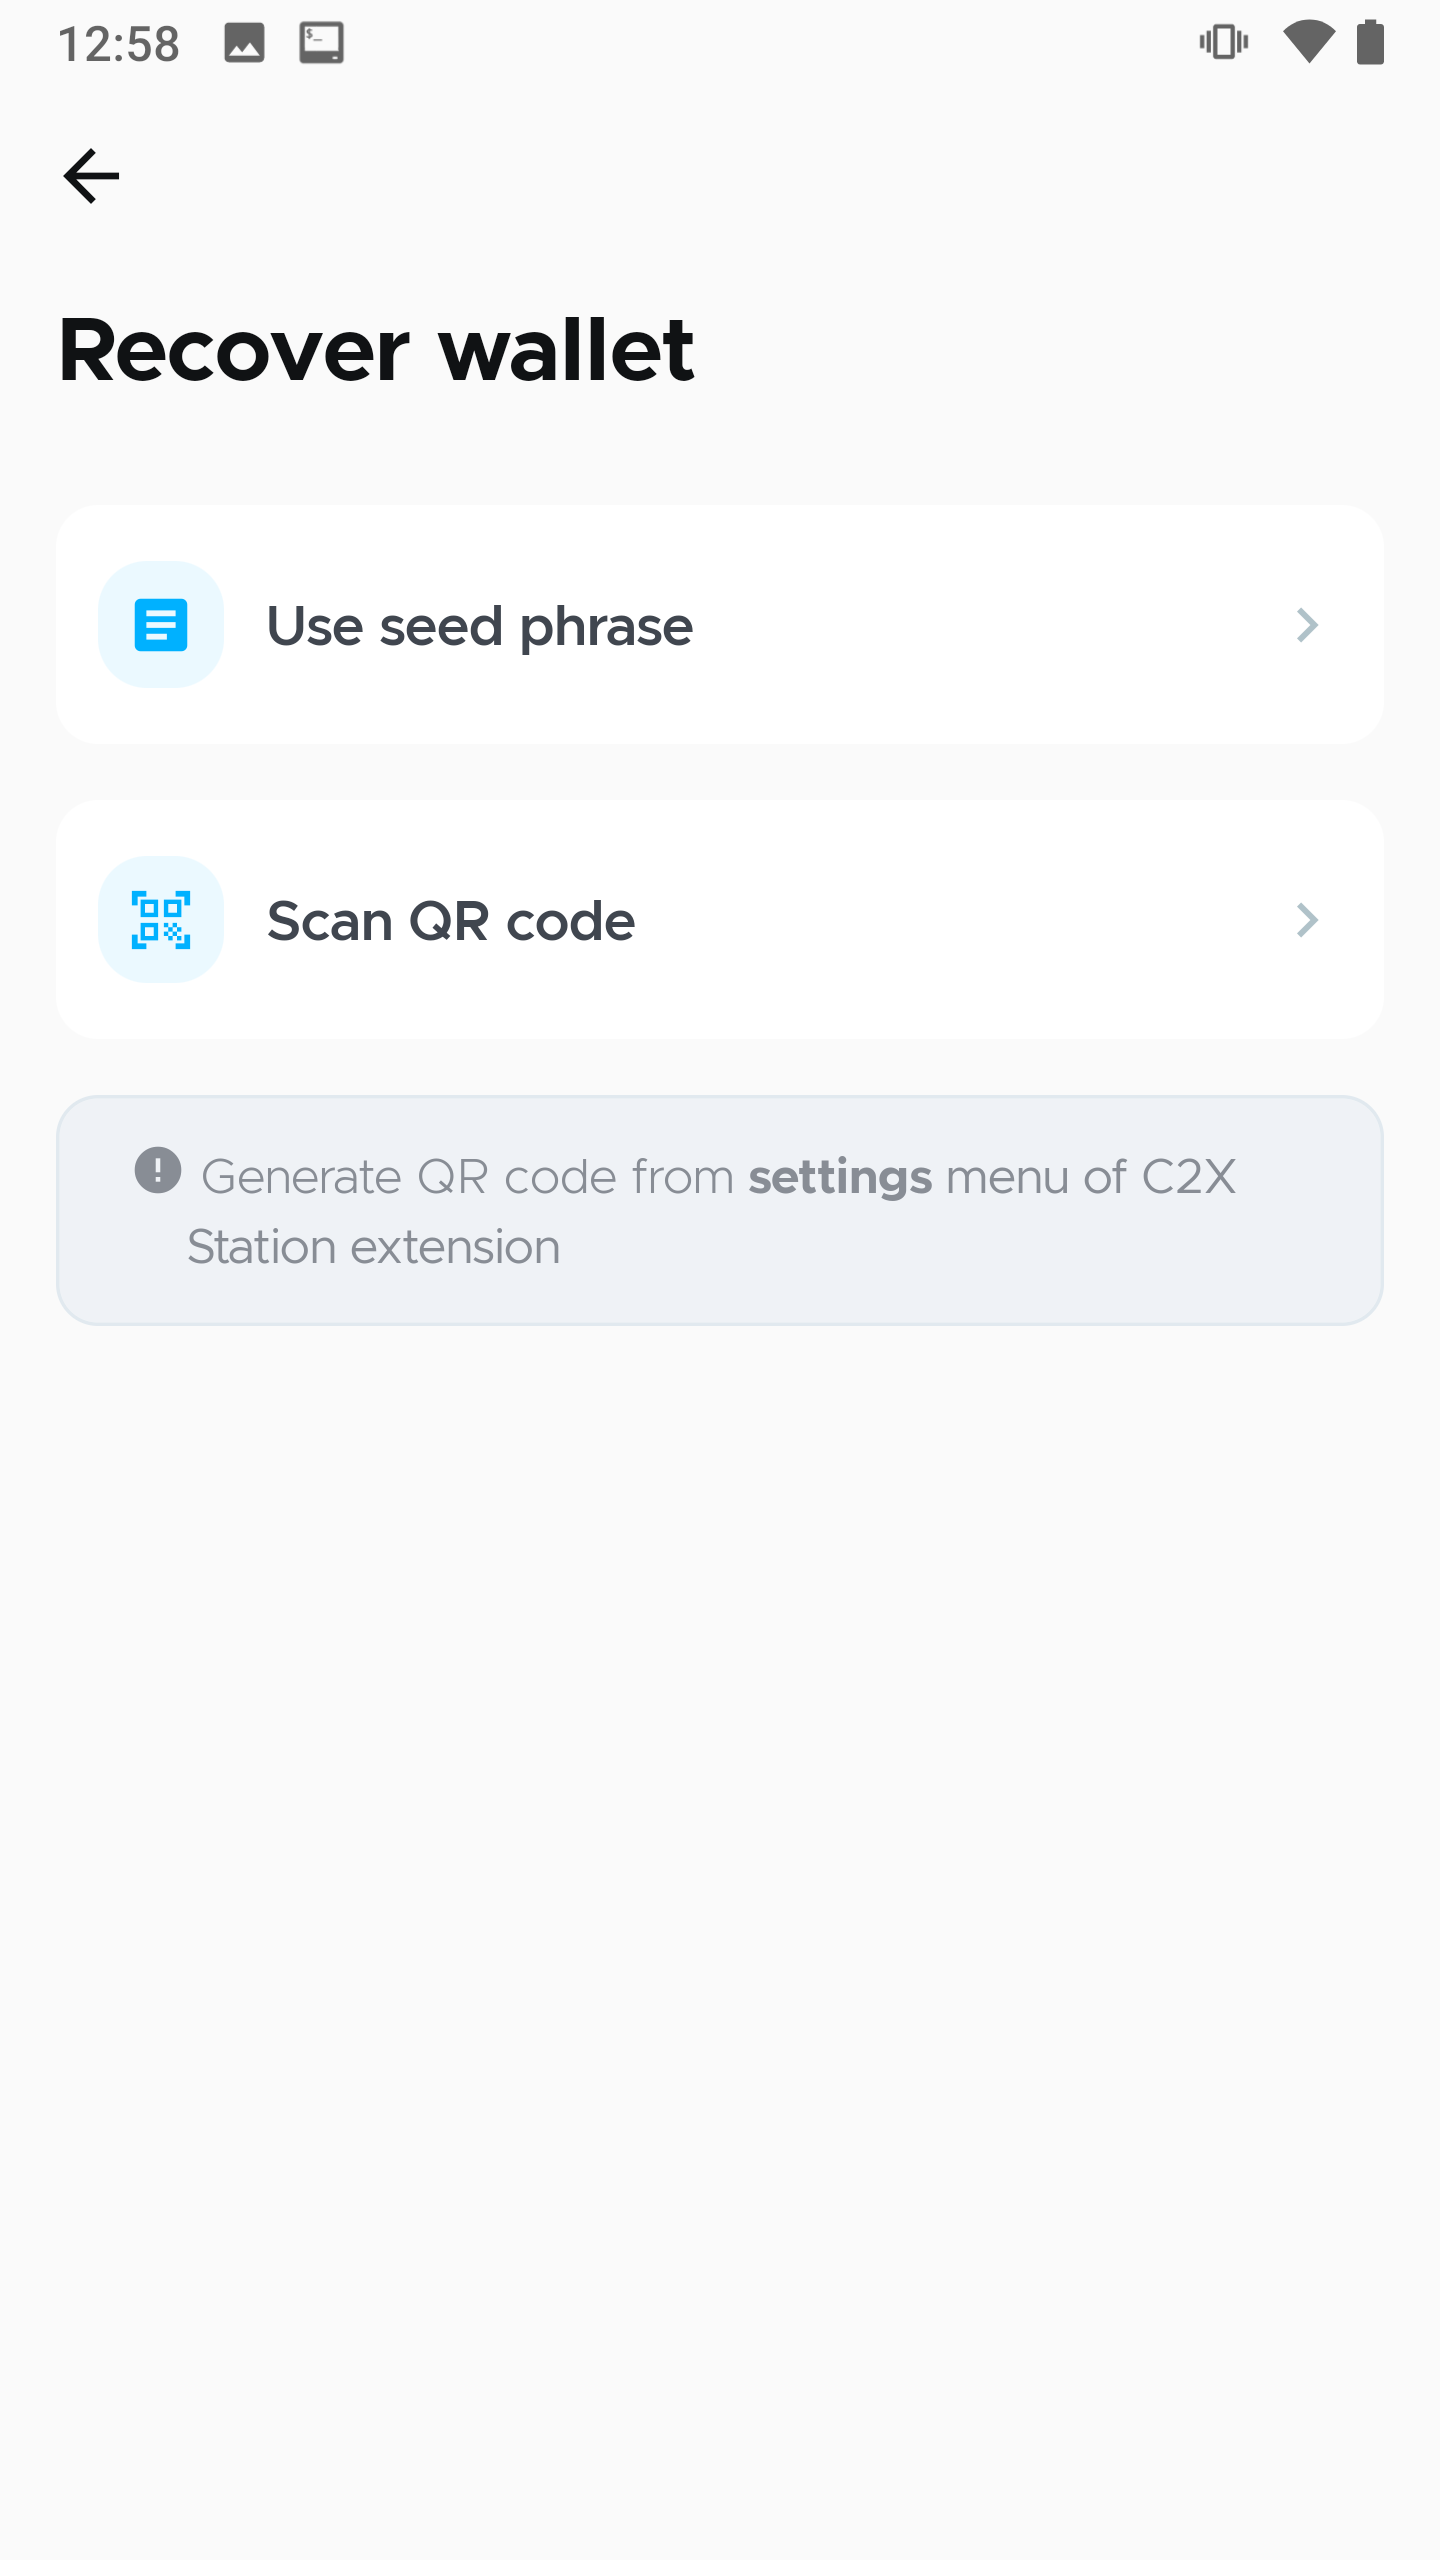 12:58
Recover wallet
Use seed phrase
Scan QR code
Generate QR code from settings menu of C2X
Station extension